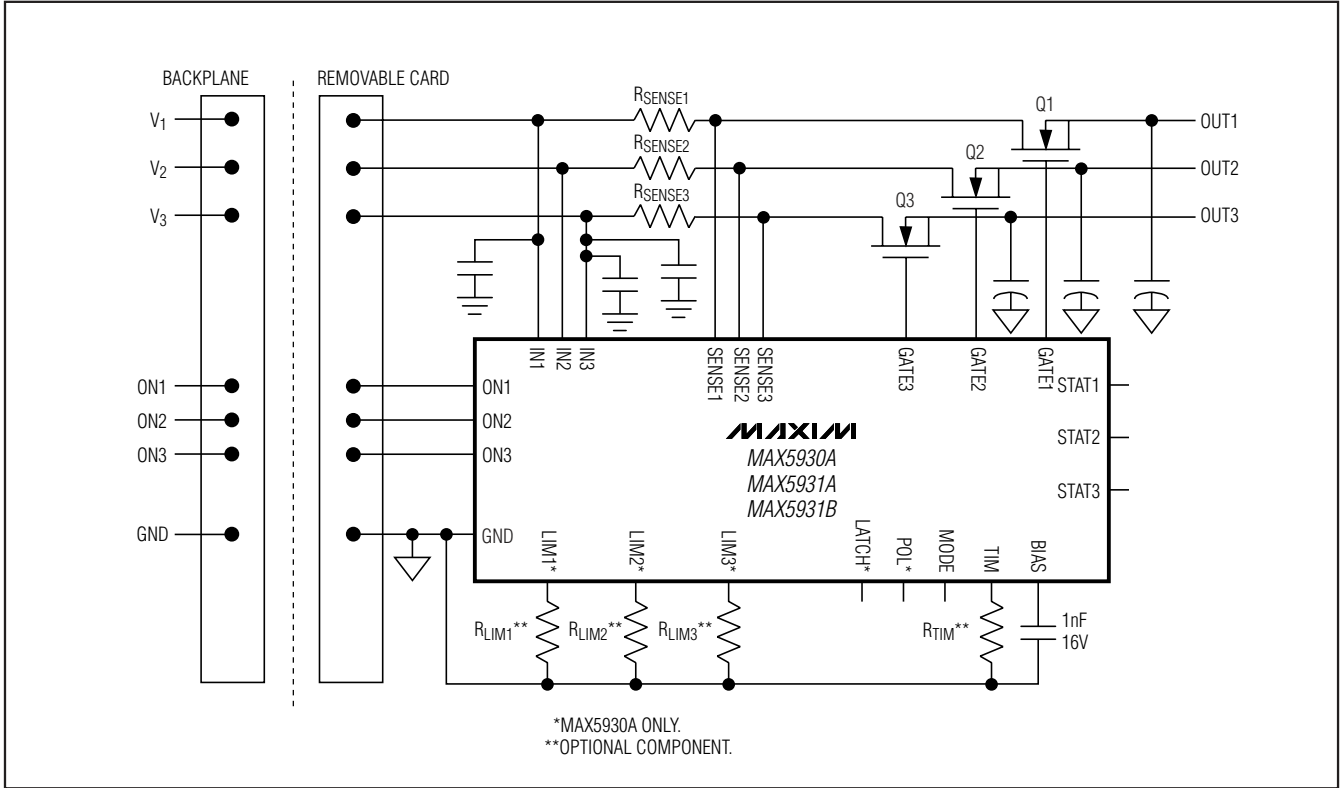 BACKPLANE
REMOVABLE CARD
V1
V2
V3
RSENSE1
RSENSE2
RSENSE3
Q1
Q2
Q3
OUT1
OUT2
OUT3
IN1
IN2
IN3
SENSE1
SENSE2
SENSE3
GATE3
GATE2
GATE1
ON1
ON2
ON3
GND
ON1
ON2
ON3
GND
STAT1
STAT2
STAT3
MAXIM
MAX5930A
MAX5931A
MAX5931B
LIM1*
LIM2*
LIM3*
LATCH*
POL*
MODE
TIM
BIAS
RLIM1**
RLIM2**
RLIM3**
RTIM**
1nF
16V
*MAX5930A ONLY.
**OPTIONAL COMPONENT.